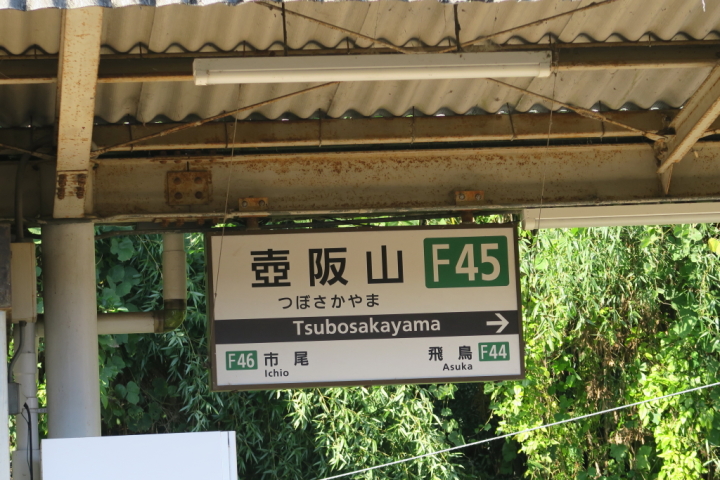 壺阪山 F45
つぼさかやま
Tsubosakayama →
F46 市尾 飛鳥 F44
Ichio Asuka